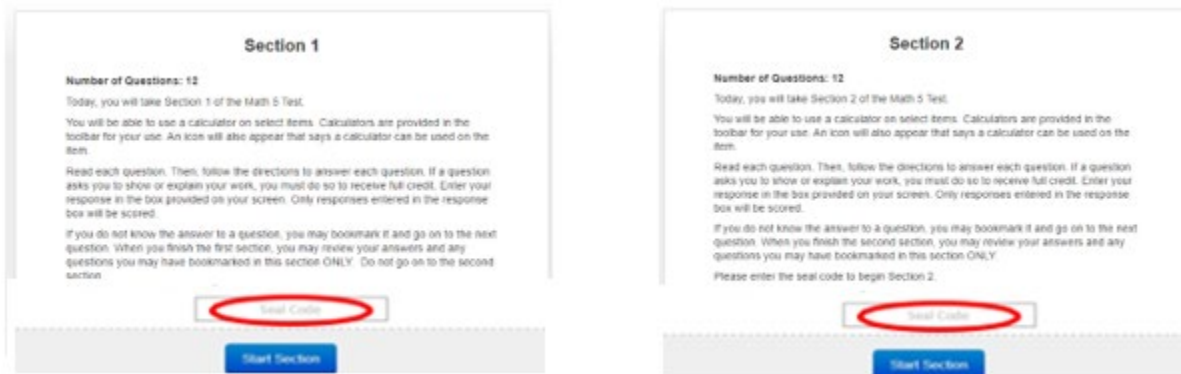 Section 1
Number of Questions: 12
Today, you will take Section 1 of the Math 5 Test.
You will be able to use a calculator on select items. Calculators are provided in the
toolbar for your use. An icon will also appear that says a calculator can be used on the
item.
Read each question. Then, follow the directions to answer each question. If a question
asks you to show or explain your work, you must do so to receive full credit. Enter your
response in the box provided on your screen. Only responses entered in the response
box will be scored.
If you do not know the answer to a question, you may bookmark it and go on to the next
question. When you finish the first section, you may review your answers and any
questions you may have bookmarked in this section ONLY. Do not go on to the second
section
Seal Code
Start Section
Section 2
Number of Questions: 12
Today, you will take Section 2 of the Math 5 Test.
You will be able to use a calculator on select items. Calculators are provided in the
toolbar for your use. An icon will also appear that says a calculator can be used on the
item.
Read each question. Then, follow the directions to answer each question. If a question
asks you to show or explain your work, you must do so to receive full credit. Enter your
response in the box provided on your screen. Only responses entered in the response
box will be scored.
If you do not know the answer to a question, you may bookmark it and go on to the next
question. When you finish the second section, you may review your answers and any
questions you may have bookmarked in this section ONLY.
Please enter the seal code to begin Section 2.
Seal Code
Start Section